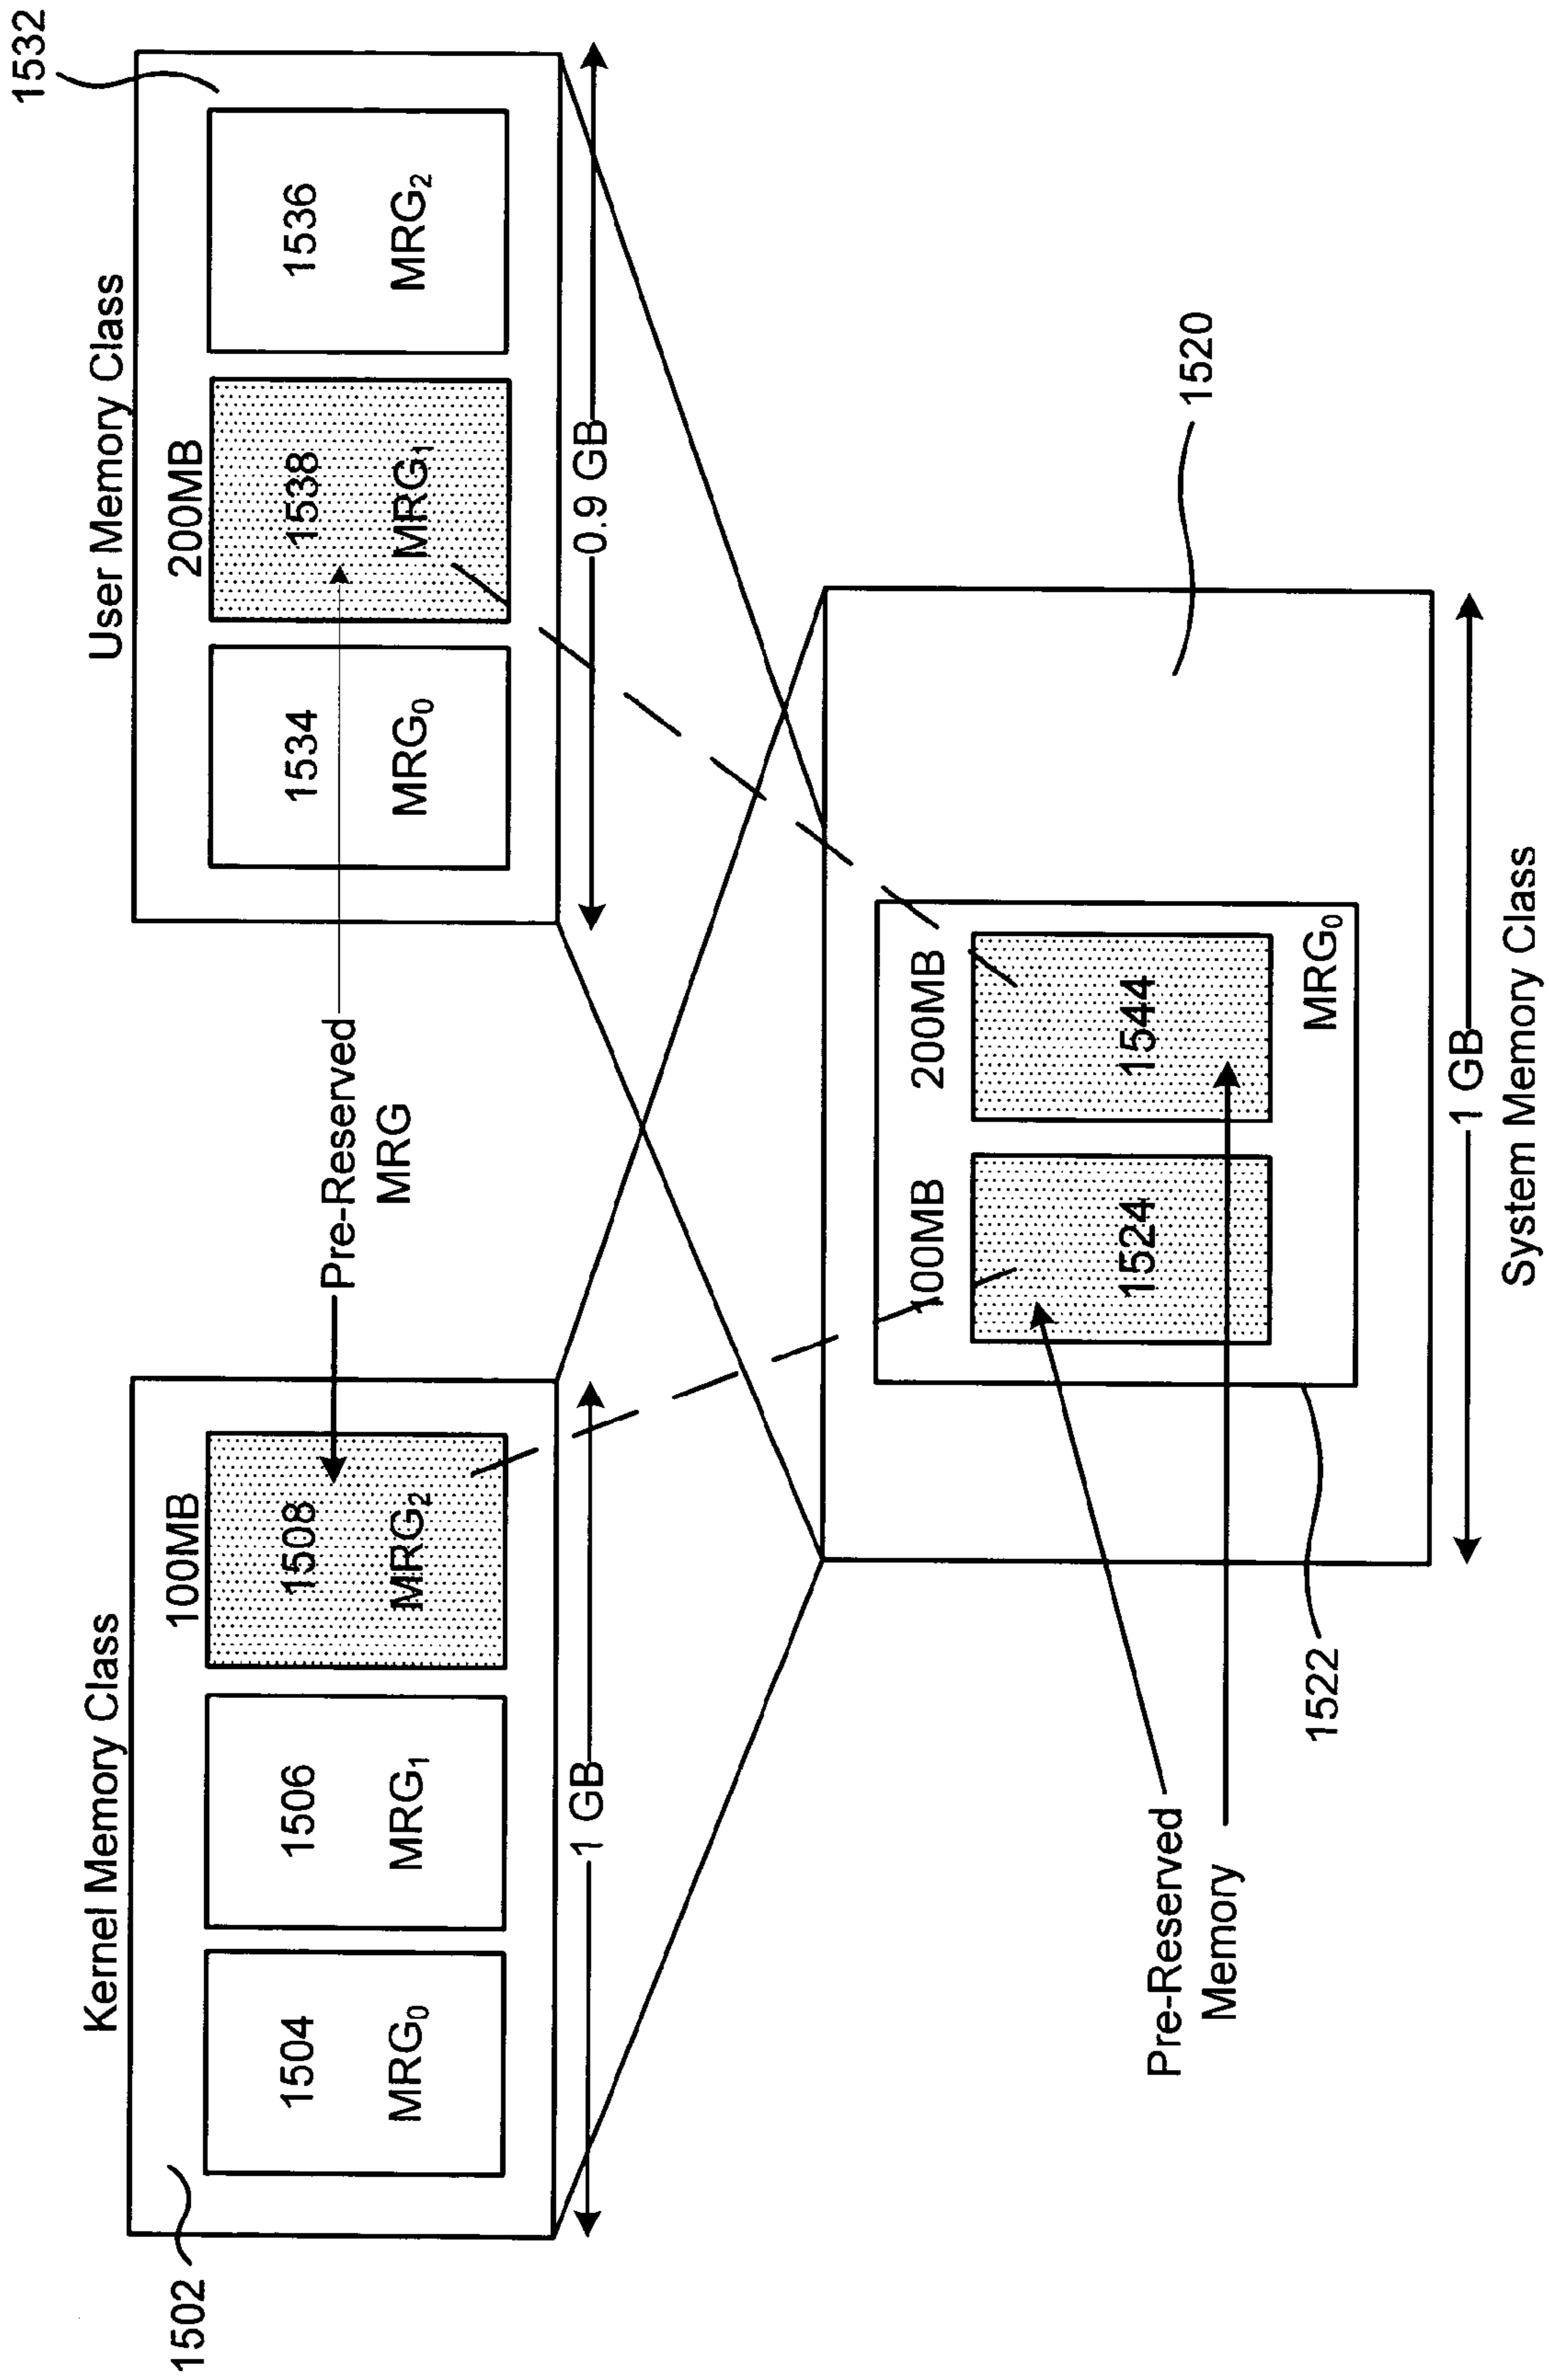 Kernel Memory Class
User Memory Class
1502
1532
100MB
200MB
1504
1506
1508
1534
1538
1536
MRG₀
MRG₁
MRG₂
MRG₀
MRG₁
MRG₂
Pre-Reserved
MRG
1 GB
0.9 GB
100MB
200MB
1524
1544
MRG₀
1520
1522
Pre-Reserved
Memory
1 GB
System Memory Class